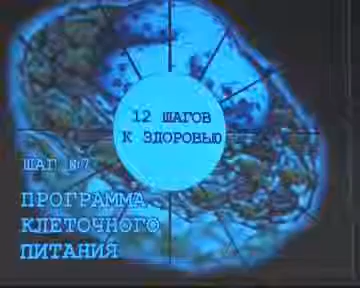 12 ШАГОВ
К ЗДОРОВЬЮ
ШАГ №7
ПРОГРАММА
КЛЕТОЧНОГО
ПИТАНИЯ